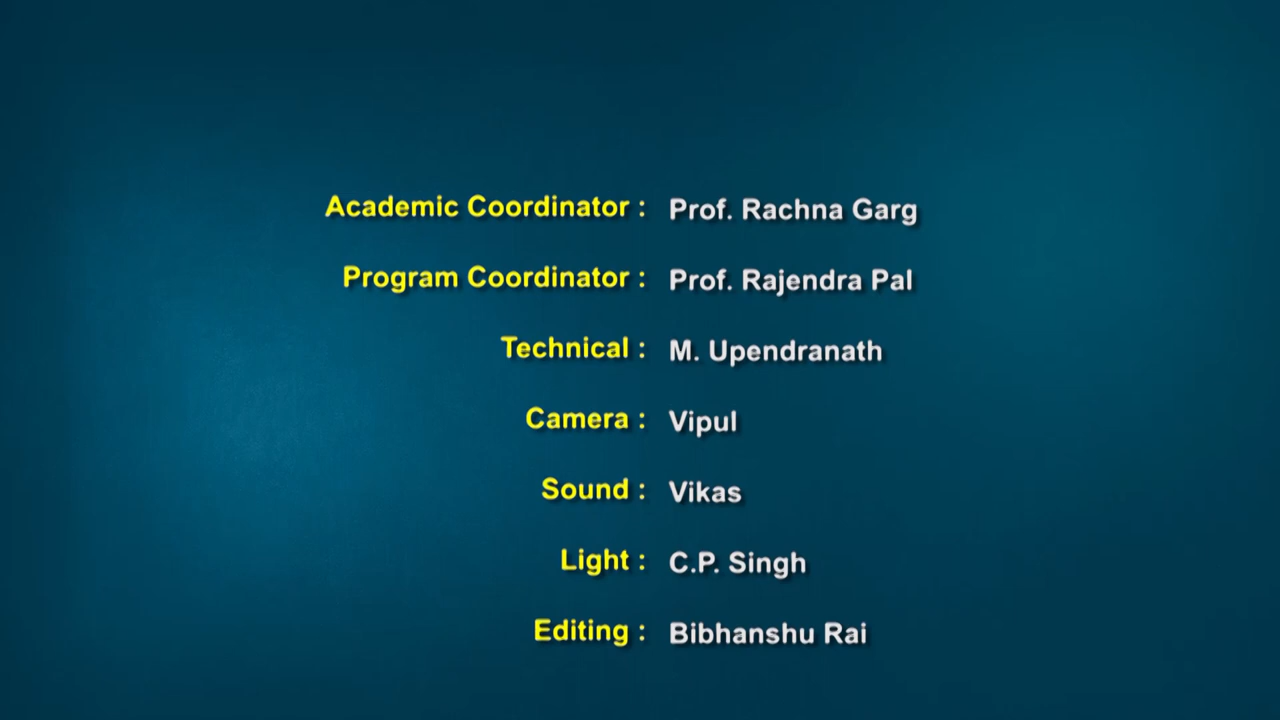 Academic Coordinator : Prof. Rachna Garg
Program Coordinator : Prof. Rajendra Pal
Technical : M. Upendranath
Camera : Vipul
Sound : Vikas
Light : C.P. Singh
Editing : Bibhanshu Rai